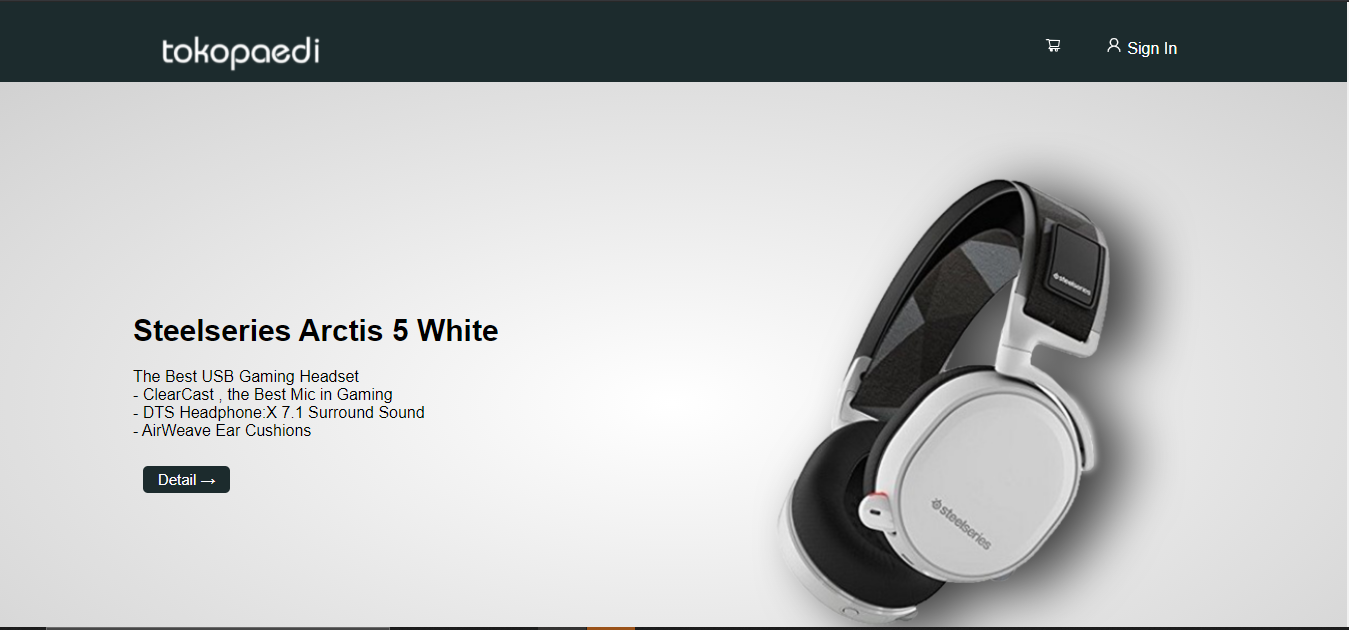 tokopaedi
Sign In
steelseries
Steelseries Arctis 5 White
The Best USB Gaming Headset
- ClearCast , the Best Mic in Gaming
- DTS Headphone:X 7.1 Surround Sound
- AirWeave Ear Cushions
Detail →
steelseries